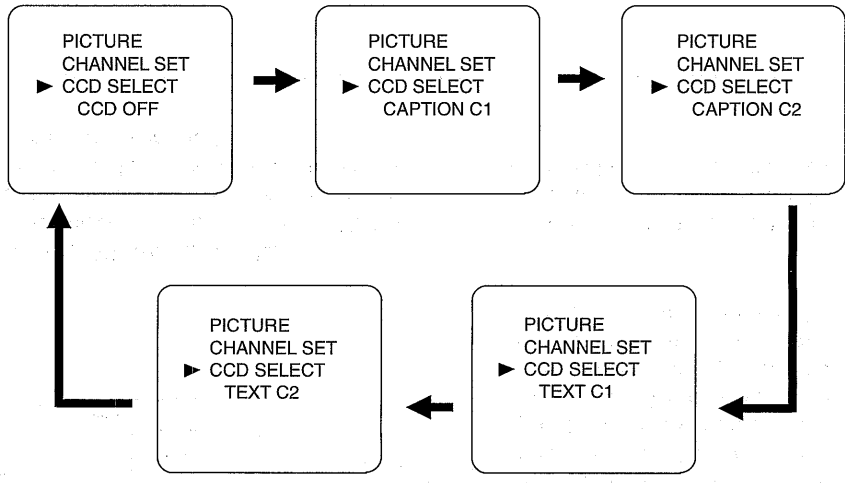 PICTURE
CHANNEL SET
► CCD SELECT
CCD OFF
PICTURE
CHANNEL SET
► CCD SELECT
CAPTION C1
PICTURE
CHANNEL SET
► CCD SELECT
CAPTION C2
PICTURE
CHANNEL SET
► CCD SELECT
TEXT C2
PICTURE
CHANNEL SET
► CCD SELECT
TEXT C1